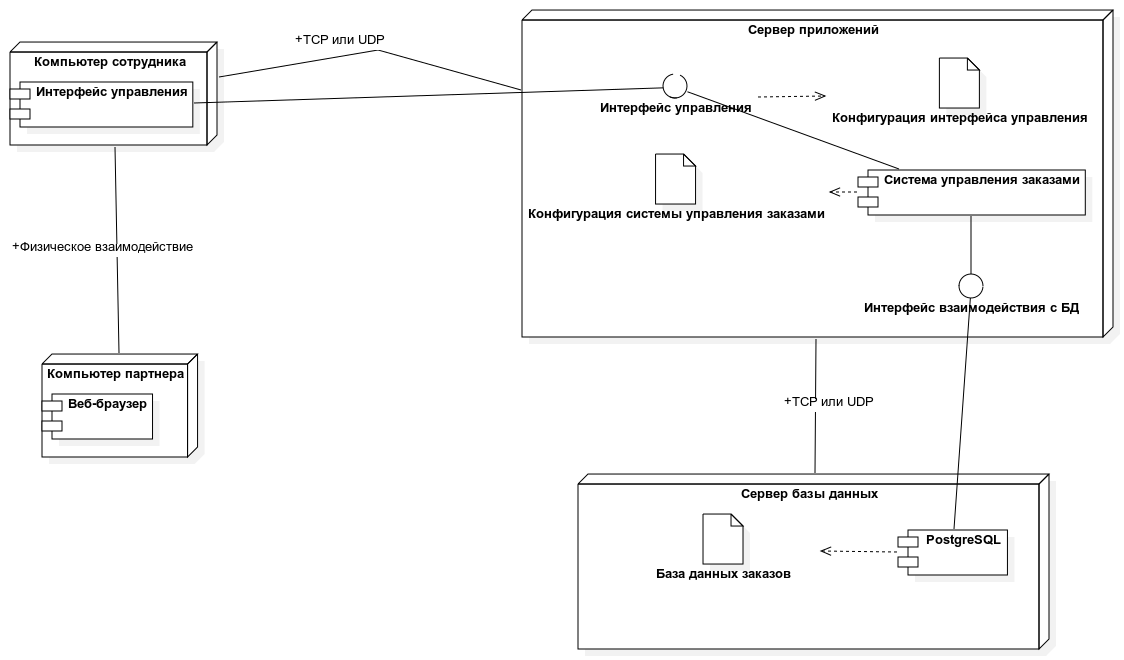 Сервер приложений
+TCP или UDP
Компьютер сотрудника
Интерфейс управления
Интерфейс управления
Конфигурация интерфейса управления
Система управления заказами
Конфигурация системы управления заказами
+Физическое взаимодействие
Интерфейс взаимодействия с БД
Компьютер партнера
Веб-браузер
+TCP или UDP
Сервер базы данных
PostgreSQL
База данных заказов